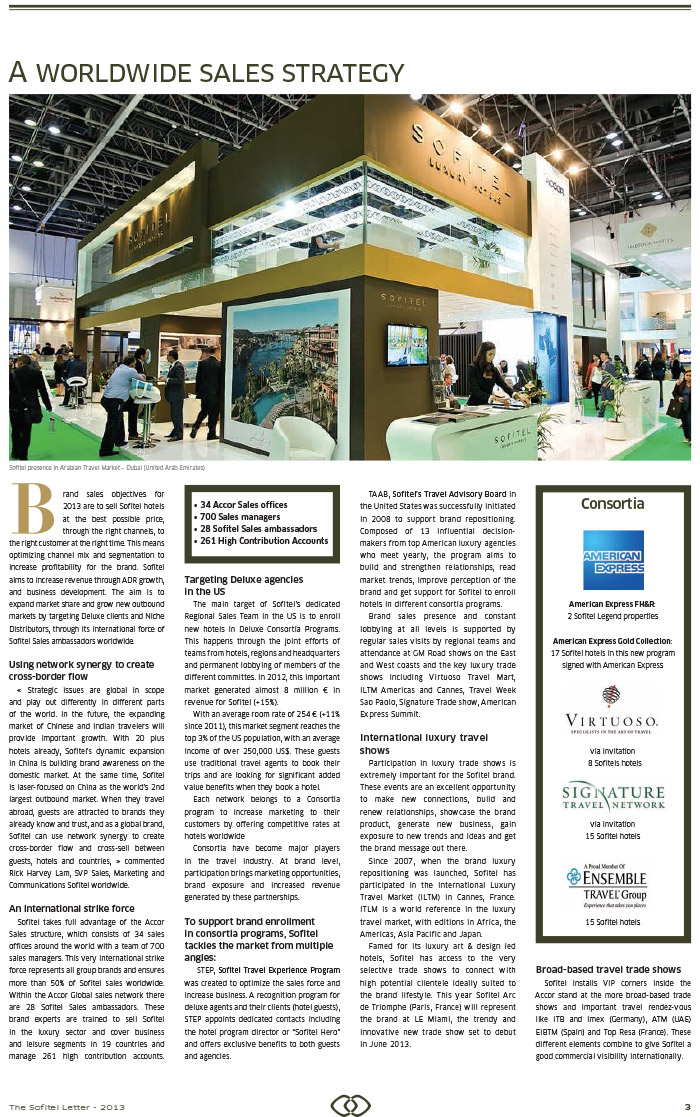 A WORLDWIDE SALES STRATEGY
SOFITEL
LUXURY HOTELS
SOFITEL
LUXURY HOTELS
ACCOR
SOFITEL
LUXURY HOTELS
SOFITEL
Sofitel presence in Arabian Travel Market – Dubai (United Arab Emirates)
Brand sales objectives for
2013 are to sell Sofitel hotels
at the best possible price,
through the right channels, to
the right customer at the right time. This means
optimizing channel mix and segmentation to
increase profitability for the brand. Sofitel
aims to increase revenue through ADR growth,
and business development. The aim is to
expand market share and grow new outbound
markets by targeting Deluxe clients and Niche
Distributors, through its international force of
Sofitel Sales ambassadors worldwide.
Using network synergy to create
cross-border flow
« Strategic issues are global in scope
and play out differently in different parts
of the world. In the future, the expanding
market of Chinese and Indian travelers will
provide important growth. With 20 plus
hotels already, Sofitel's dynamic expansion
in China is building brand awareness on the
domestic market. At the same time, Sofitel
is laser-focused on China as the world's 2nd
largest outbound market. When they travel
abroad, guests are attracted to brands they
already know and trust, and as a global brand,
Sofitel can use network synergy to create
cross-border flow and cross-sell between
guests, hotels and countries, » commented
Rick Harvey Lam, SVP Sales, Marketing and
Communications Sofitel worldwide.
An international strike force
Sofitel takes full advantage of the Accor
Sales structure, which consists of 34 sales
offices around the world with a team of 700
sales managers. This very international strike
force represents all group brands and ensures
more than 50% of Sofitel sales worldwide.
Within the Accor Global sales network there
are 28 Sofitel Sales ambassadors. These
brand experts are trained to sell Sofitel
in the luxury sector and cover business
and leisure segments in 19 countries and
manage 261 high contribution accounts.
• 34 Accor Sales offices
• 700 Sales managers
• 28 Sofitel Sales ambassadors
• 261 High Contribution Accounts
Targeting Deluxe agencies
in the US
The main target of Sofitel's dedicated
Regional Sales Team in the US is to enroll
new hotels in Deluxe Consortia Programs.
This happens through the joint efforts of
teams from hotels, regions and headquarters
and permanent lobbying of members of the
different committees. In 2012, this important
market generated almost 8 million € in
revenue for Sofitel (+15%).
With an average room rate of 254 € (+11%
since 2011), this market segment reaches the
top 3% of the US population, with an average
income of over 250,000 US$. These guests
use traditional travel agents to book their
trips and are looking for significant added
value benefits when they book a hotel.
Each network belongs to a Consortia
program to increase marketing to their
customers by offering competitive rates at
hotels worldwide
Consortia have become major players
in the travel industry. At brand level,
participation brings marketing opportunities,
brand exposure and increased revenue
generated by these partnerships.
To support brand enrollment
in consortia programs, Sofitel
tackles the market from multiple
angles:
STEP, Sofitel Travel Experience Program
was created to optimize the sales force and
increase business. A recognition program for
deluxe agents and their clients (hotel guests),
STEP appoints dedicated contacts including
the hotel program director or "Sofitel Hero"
and offers exclusive benefits to both guests
and agencies.
TAAB, Sofitel's Travel Advisory Board in
the United States was successfully initiated
in 2008 to support brand repositioning.
Composed of 13 influential decision-
makers from top American luxury agencies
who meet yearly, the program aims to
build and strengthen relationships, read
market trends, improve perception of the
brand and get support for Sofitel to enroll
hotels in different consortia programs.
Brand sales presence and constant
lobbying at all levels is supported by
regular sales visits by regional teams and
attendance at GM Road shows on the East
and West coasts and the key luxury trade
shows including Virtuoso Travel Mart,
ILTM Americas and Cannes, Travel Week
Sao Paolo, Signature Trade show, American
Express Summit.
International luxury travel
shows
Participation in luxury trade shows is
extremely important for the Sofitel brand.
These events are an excellent opportunity
to make new connections, build and
renew relationships, showcase the brand
product, generate new business, gain
exposure to new trends and ideas and get
the brand message out there.
Since 2007, when the brand luxury
repositioning was launched, Sofitel has
participated in the International Luxury
Travel Market (ILTM) in Cannes, France.
ITLM is a world reference in the luxury
travel market, with editions in Africa, the
Americas, Asia Pacific and Japan.
Famed for its luxury art & design led
hotels, Sofitel has access to the very
selective trade shows to connect with
high potential clientele ideally suited to
the brand lifestyle. This year Sofitel Arc
de Triomphe (Paris, France) will represent
the brand at LE Miami, the trendy and
innovative new trade show set to debut
in June 2013.
Consortia
AMERICAN
EXPRESS
American Express FH&R:
2 Sofitel Legend properties
American Express Gold Collection:
17 Sofitel hotels in this new program
signed with American Express
VIRTUOSO.
SPECIALISTS IN THE ART OF TRAVEL
via invitation
8 Sofitels hotels
SIGNATURE
TRAVEL NETWORK
via invitation
15 Sofitel hotels
A Proud Member Of
ENSEMBLE
TRAVEL Group
Experience that takes you places
15 Sofitel hotels
Broad-based travel trade shows
Sofitel installs VIP corners inside the
Accor stand at the more broad-based trade
shows and important travel rendez-vous
like ITB and Imex (Germany), ATM (UAE)
EIBTM (Spain) and Top Resa (France). These
different elements combine to give Sofitel a
good commercial visibility internationally.
The Sofitel Letter - 2013
3